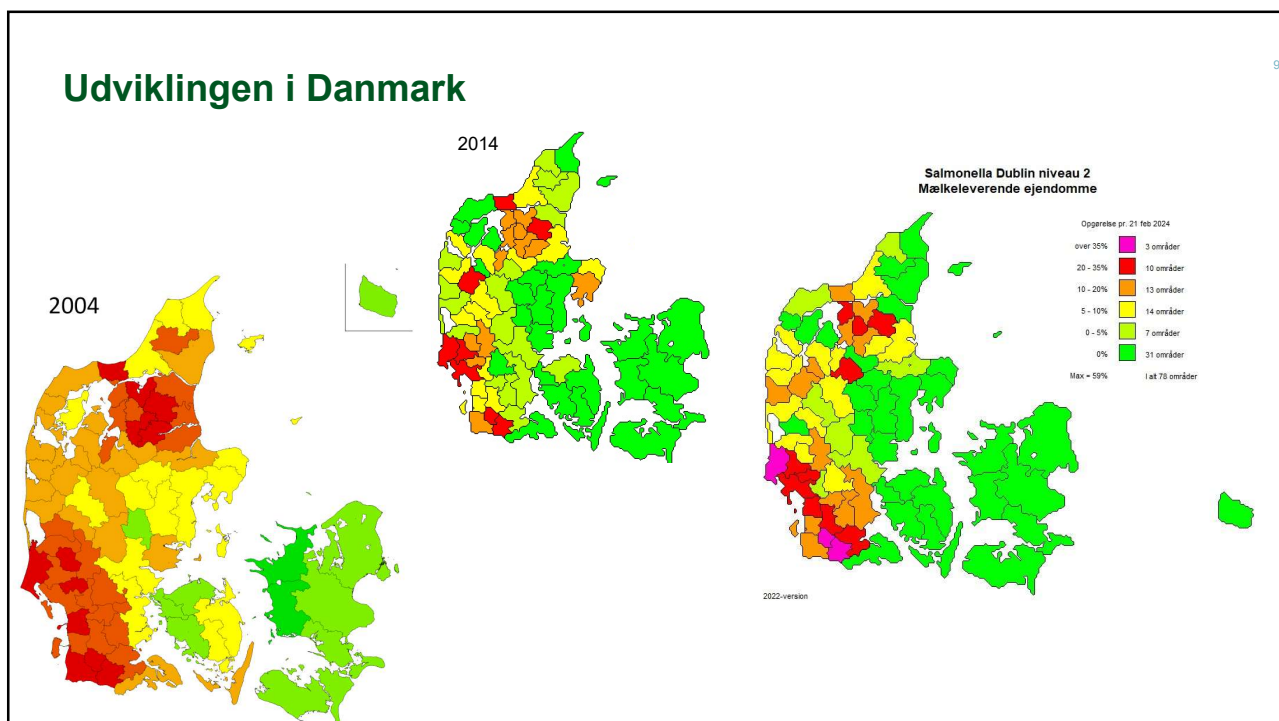 9
Udviklingen i Danmark
2014
2004
Salmonella Dublin niveau 2
Mælkeleverende ejendomme
Opgørelse pr. 21 feb 2024
over 35% 3 områder
20 - 35% 10 områder
10 - 20% 13 områder
5 - 10% 14 områder
0 - 5% 7 områder
0% 31 områder
Max = 59% I alt 78 områder
2022-version